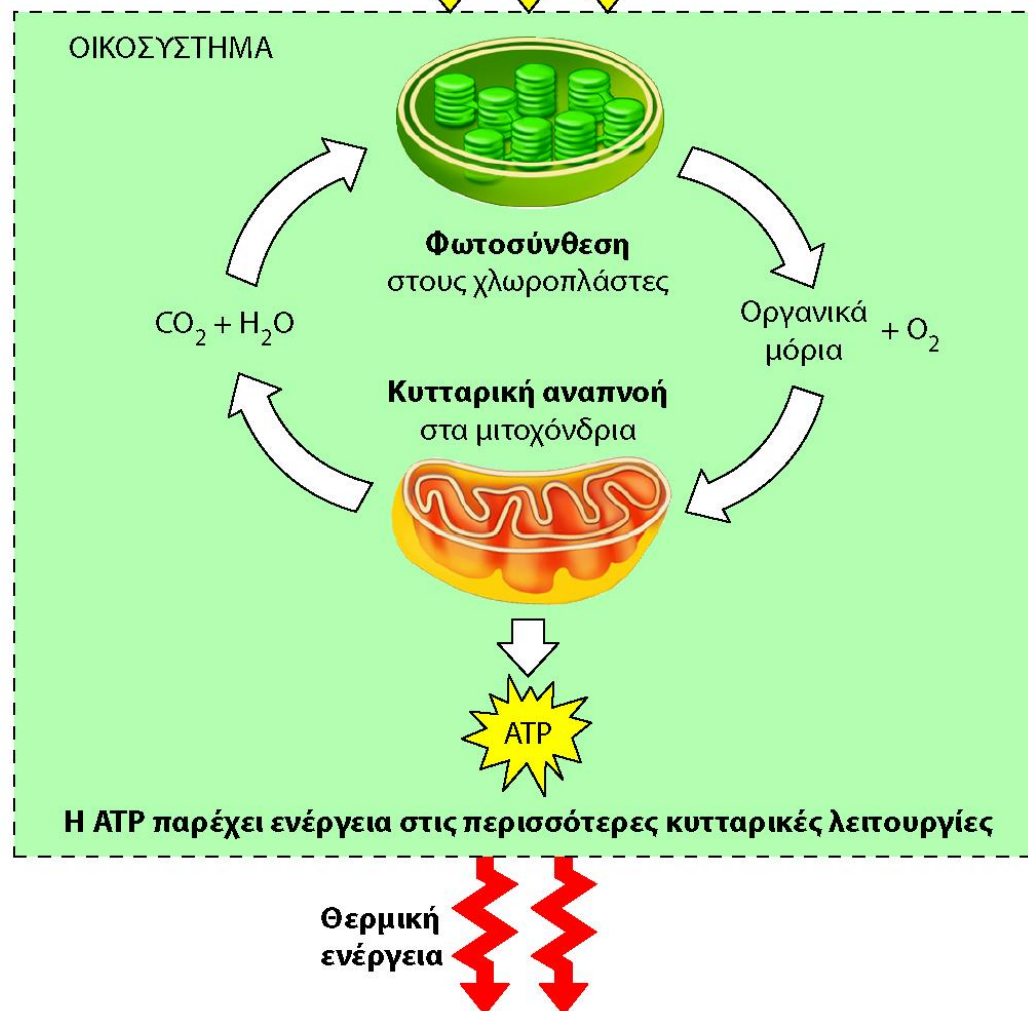 ΟΙΚΟΣΥΣΤΗΜΑ
Φωτοσύνθεση
στους χλωροπλάστες
CO₂ + H₂O
Οργανικά
μόρια
+ O₂
Κυτταρική αναπνοή
στα μιτοχόνδρια
ATP
Η ATP παρέχει ενέργεια στις περισσότερες κυτταρικές λειτουργίες
Θερμική
ενέργεια